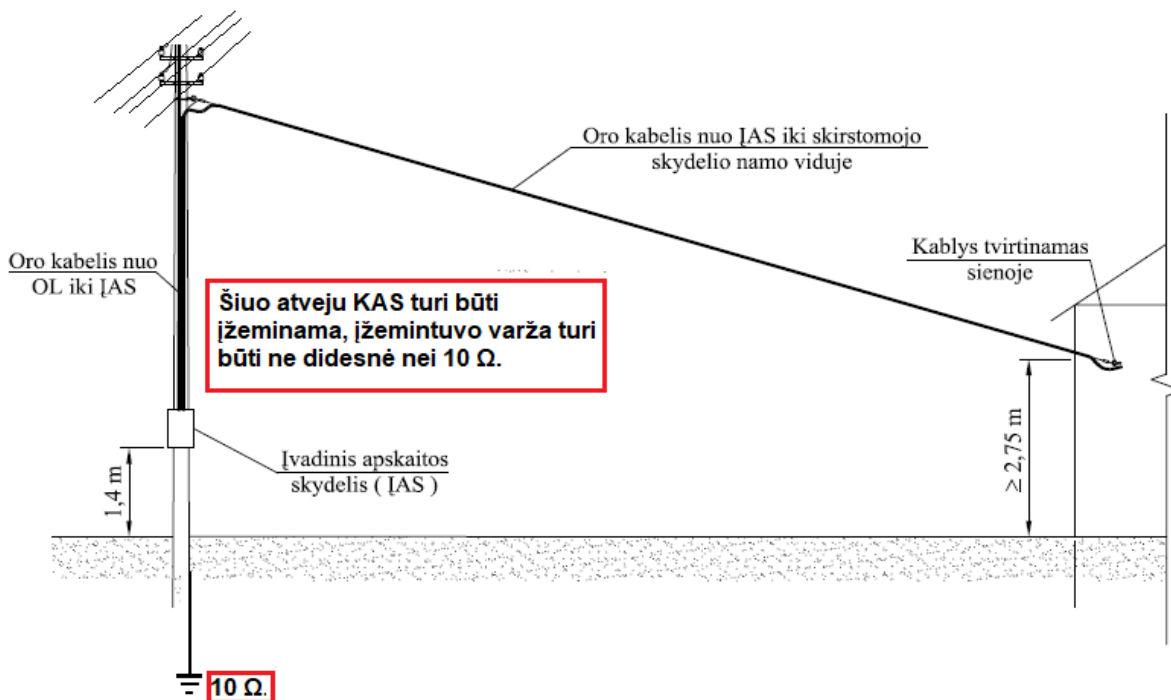 Oro kabelis nuo ĮAS iki skirstomojo
skydelio namo viduje
Kablys tvirtinamas
sienoje
Oro kabelis nuo
OL iki ĮAS
Šiuo atveju KAS turi būti
įžeminama, įžemintuvo varža turi
būti ne didesnė nei 10 Ω.
Įvadinis apskaitos
skydelis ( ĮAS )
1,4 m
≥ 2,75 m
10 Ω.